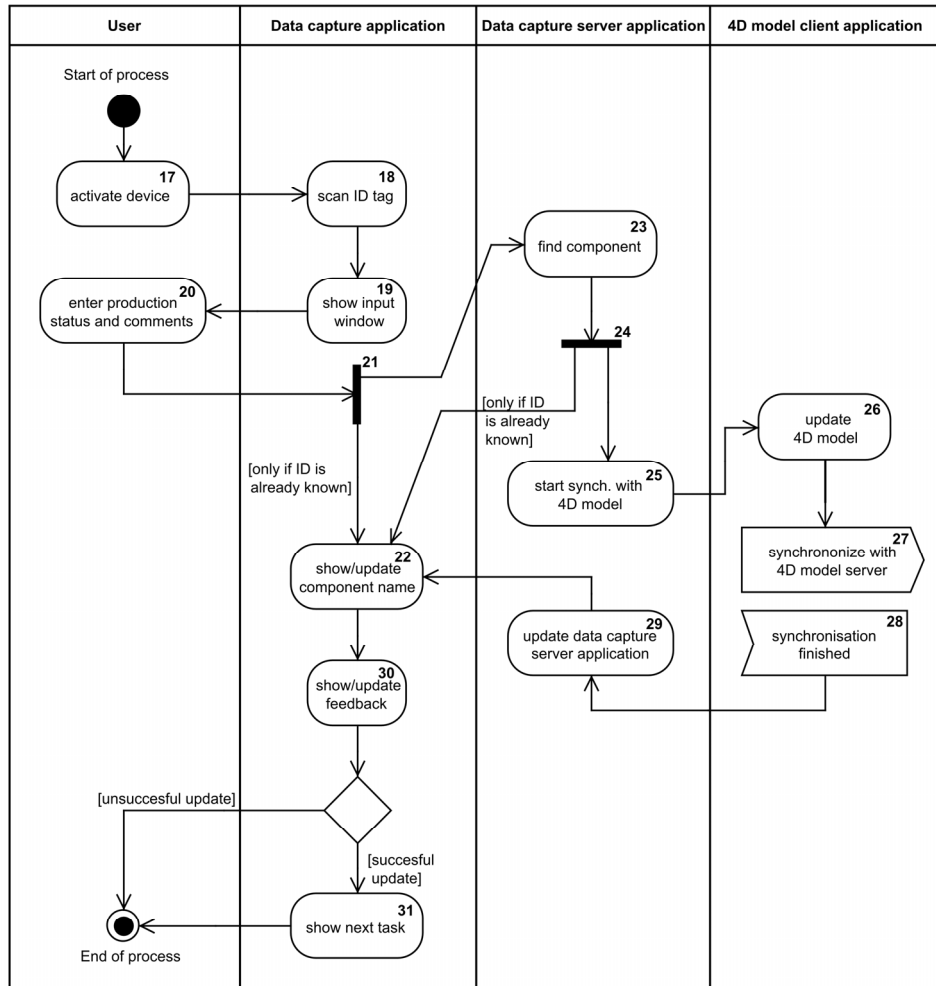 User
Data capture application
Data capture server application
4D model client application
Start of process
17
activate device
18
scan ID tag
19
show input
window
20
enter production
status and comments
21
[only if ID is
already known]
23
find component
24
[only if ID
is already
known]
25
start synch. with
4D model
26
update
4D model
27
synchrononize with
4D model server
28
synchronisation
finished
29
update data capture
server application
22
show/update
component name
30
show/update
feedback
[unsuccesful update]
[succesful
update]
31
show next task
End of process